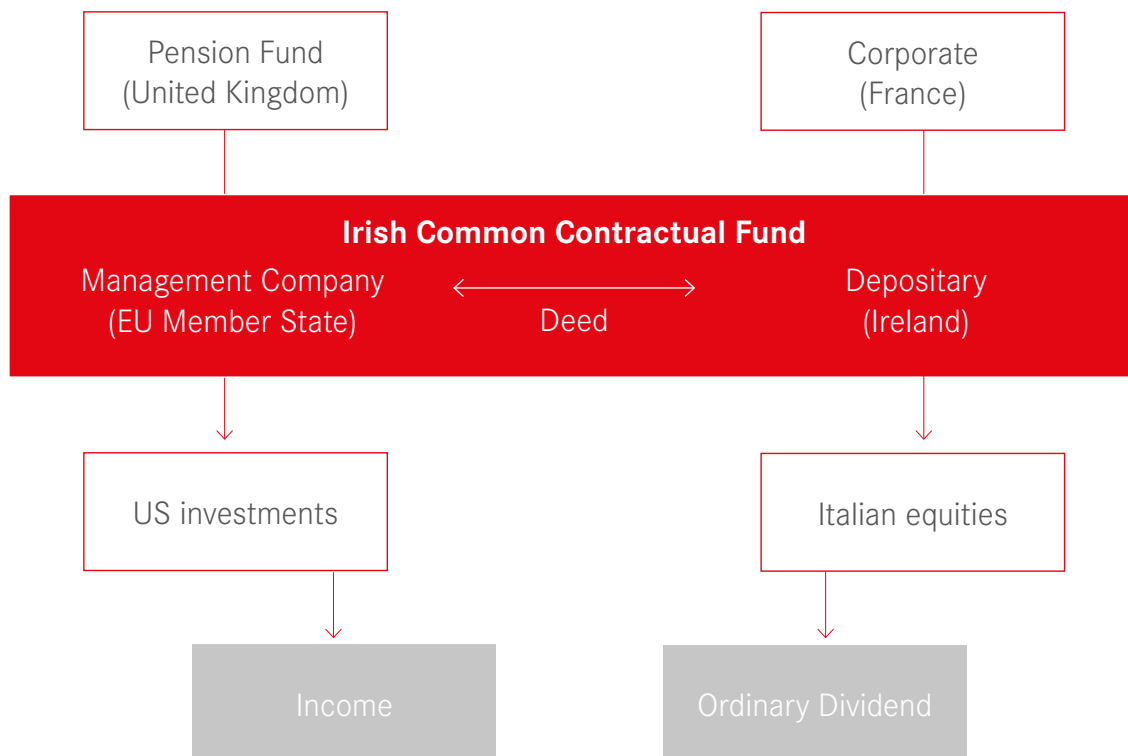 Pension Fund
(United Kingdom)
Corporate
(France)
Irish Common Contractual Fund
Management Company
(EU Member State)
Deed
Depositary
(Ireland)
US investments
Italian equities
Income
Ordinary Dividend